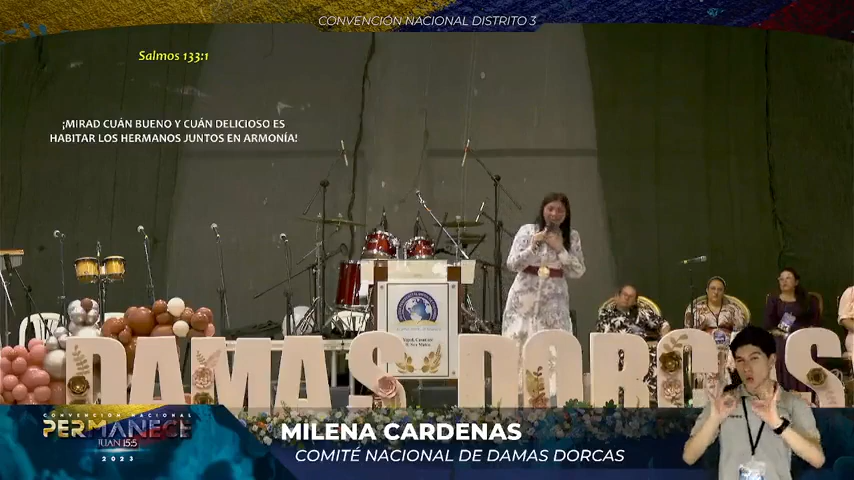 CONVENCIÓN NACIONAL DISTRITO 3
Salmos 133:1
¡MIRAD CUÁN BUENO Y CUÁN DELICIOSO ES
HABITAR LOS HERMANOS JUNTOS EN ARMONÍA!
DAMAS DORCAS
CONVENCIÓN NACIONAL
PERMANECE
JUAN 15:5
2023
MILENA CARDENAS
COMITÉ NACIONAL DE DAMAS DORCAS